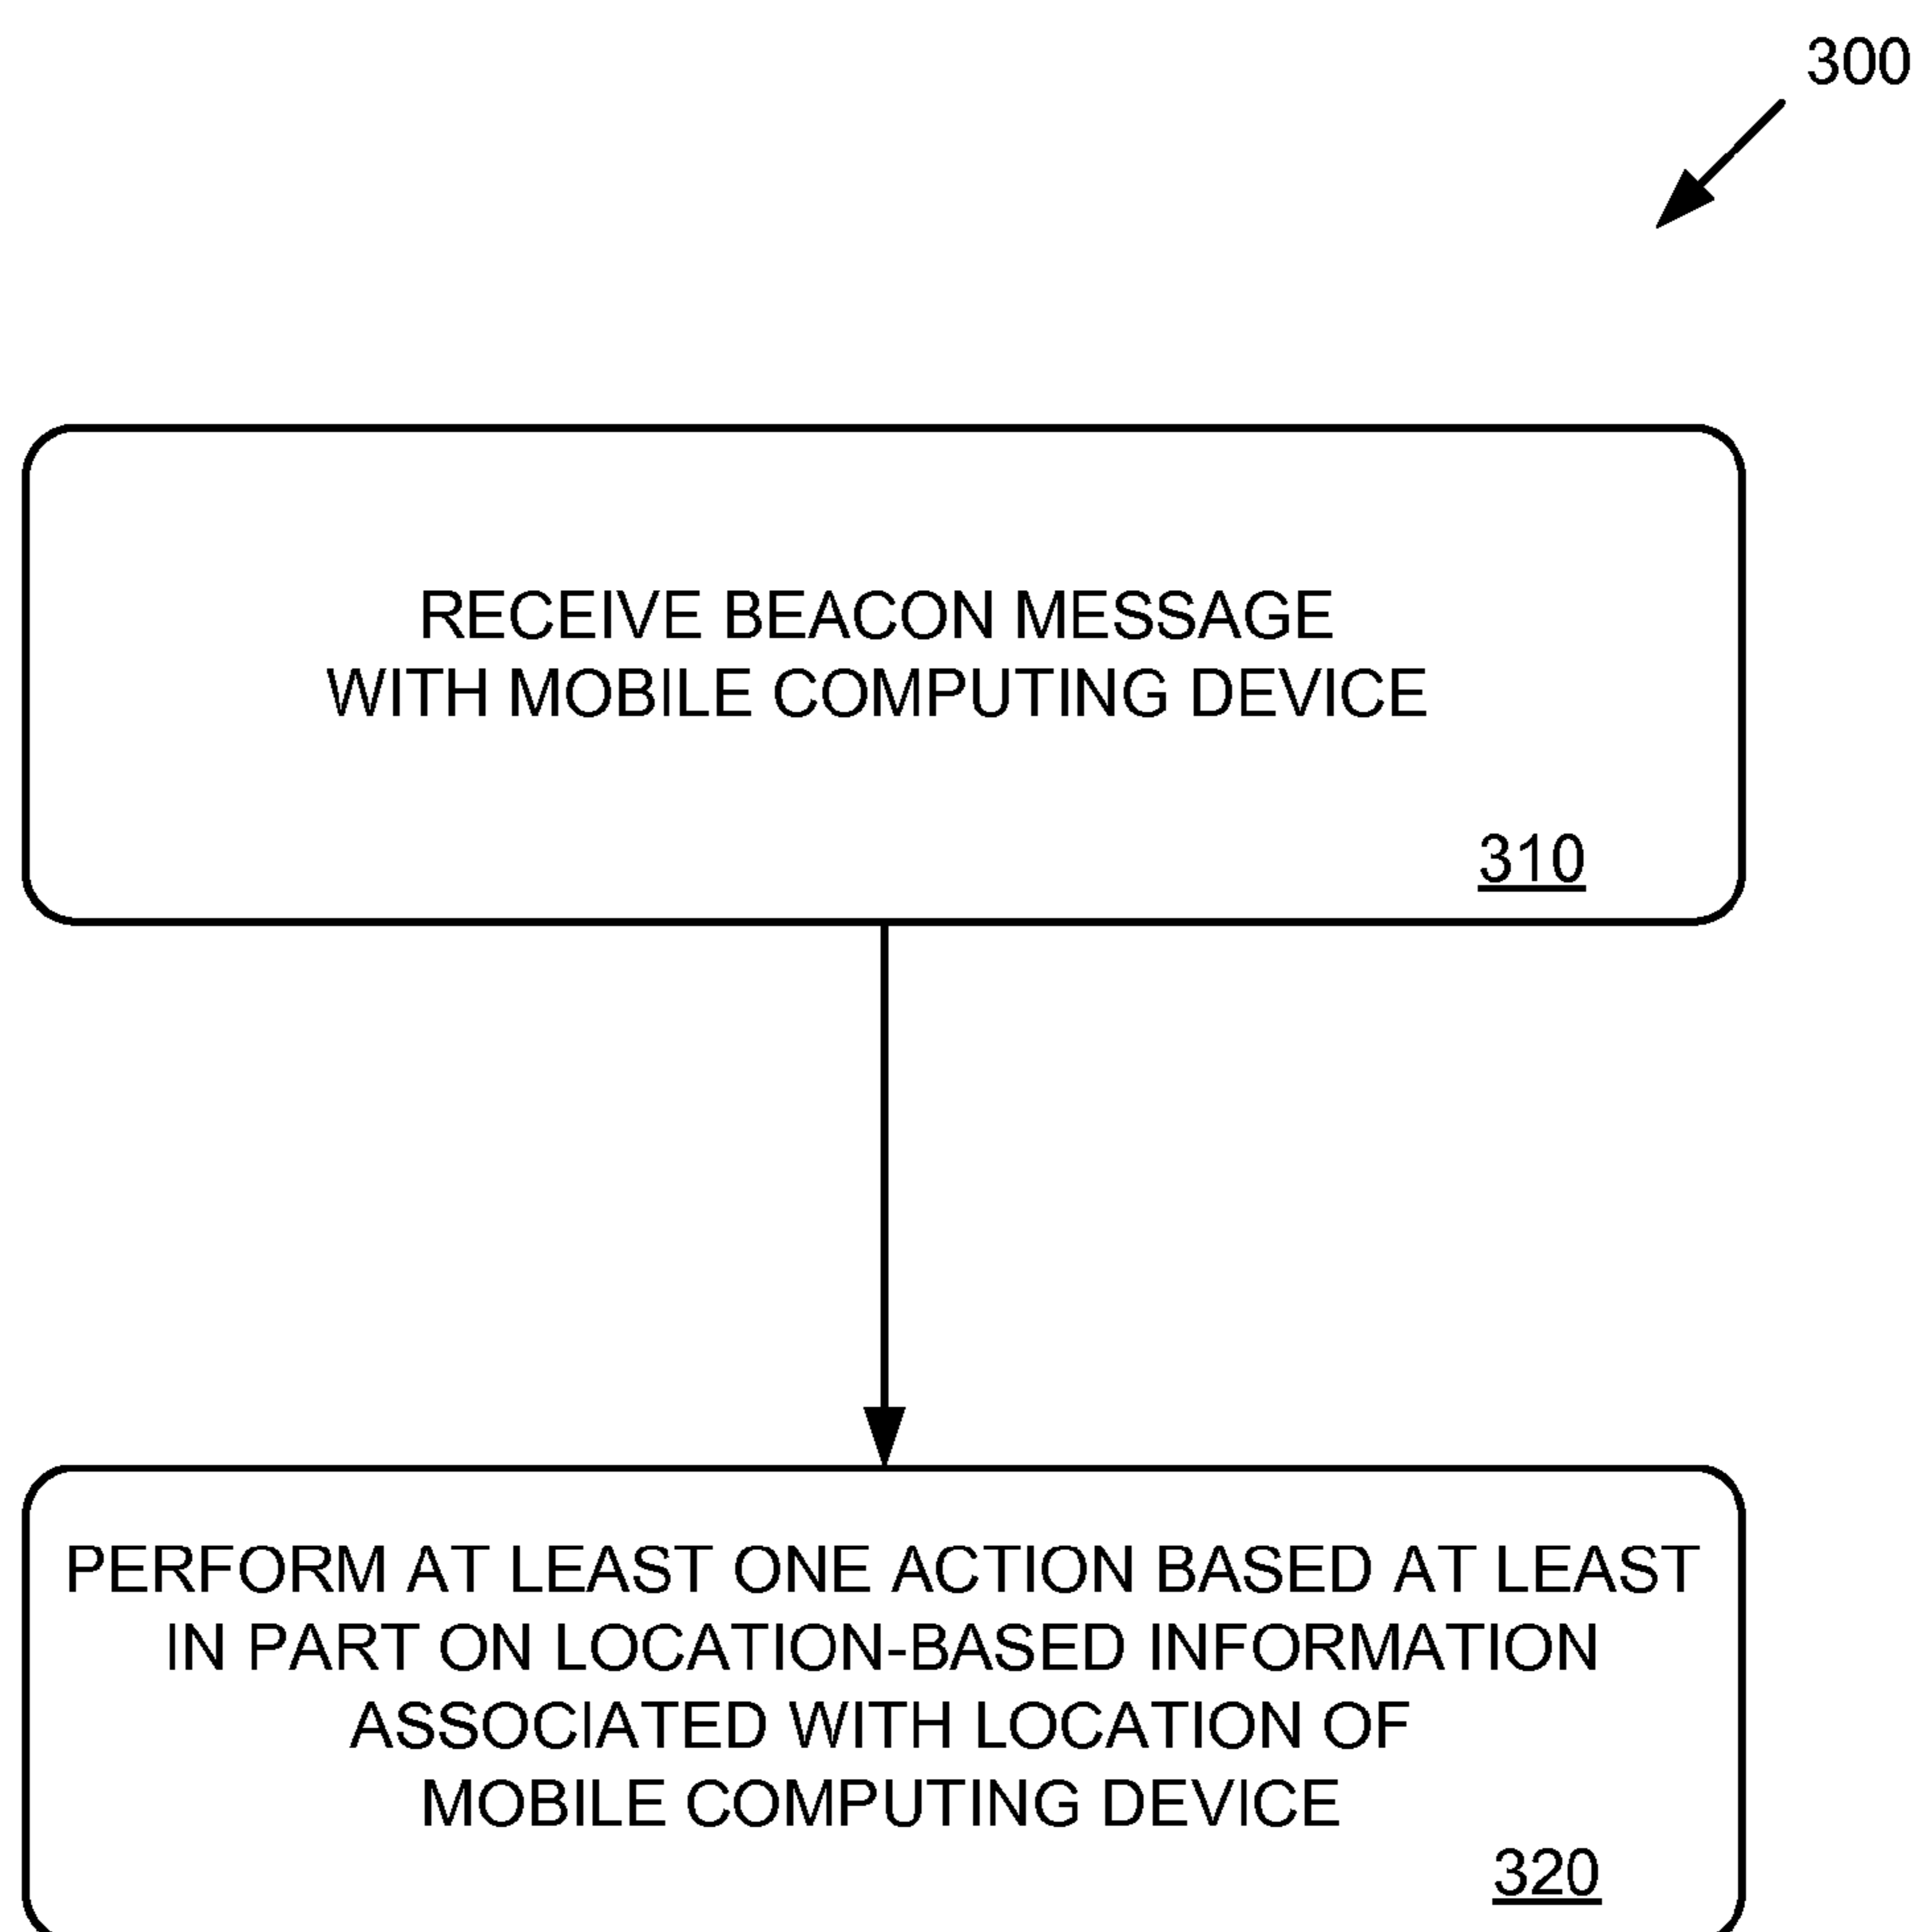 300
RECEIVE BEACON MESSAGE
WITH MOBILE COMPUTING DEVICE
310
PERFORM AT LEAST ONE ACTION BASED AT LEAST
IN PART ON LOCATION-BASED INFORMATION
ASSOCIATED WITH LOCATION OF
MOBILE COMPUTING DEVICE
320